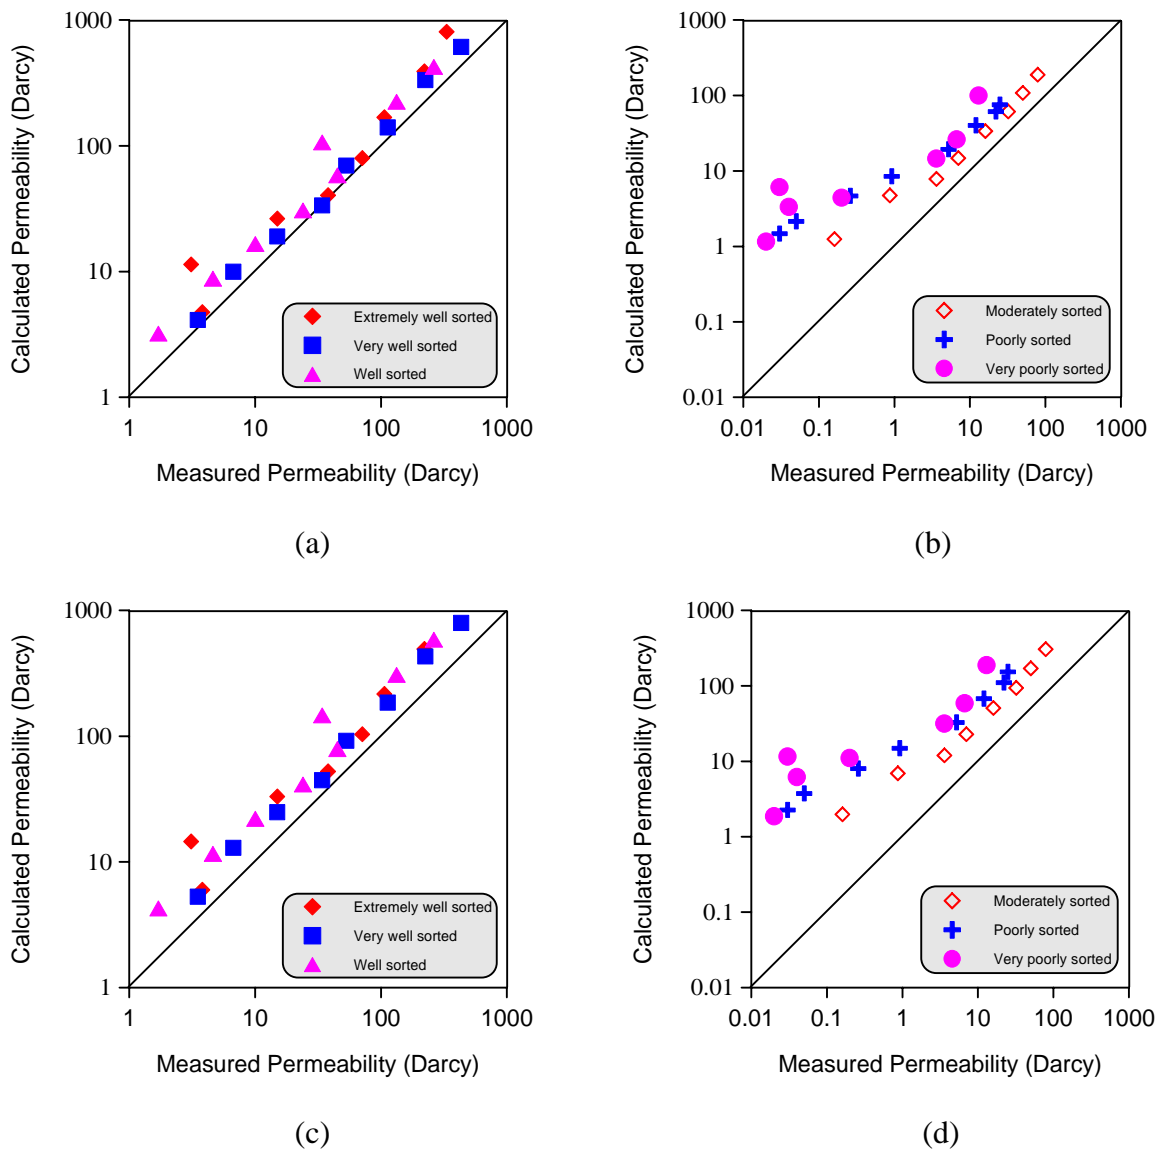 1000
100
10
1
Calculated Permeability (Darcy)
Extremely well sorted
Very well sorted
Well sorted
1 10 100 1000
Measured Permeability (Darcy)
(a)
1000
100
10
1
0.1
0.01
Calculated Permeability (Darcy)
Moderately sorted
Poorly sorted
Very poorly sorted
0.01 0.1 1 10 100 1000
Measured Permeability (Darcy)
(b)
1000
100
10
1
Calculated Permeability (Darcy)
Extremely well sorted
Very well sorted
Well sorted
1 10 100 1000
Measured Permeability (Darcy)
(c)
1000
100
10
1
0.1
0.01
Calculated Permeability (Darcy)
Moderately sorted
Poorly sorted
Very poorly sorted
0.01 0.1 1 10 100 1000
Measured Permeability (Darcy)
(d)